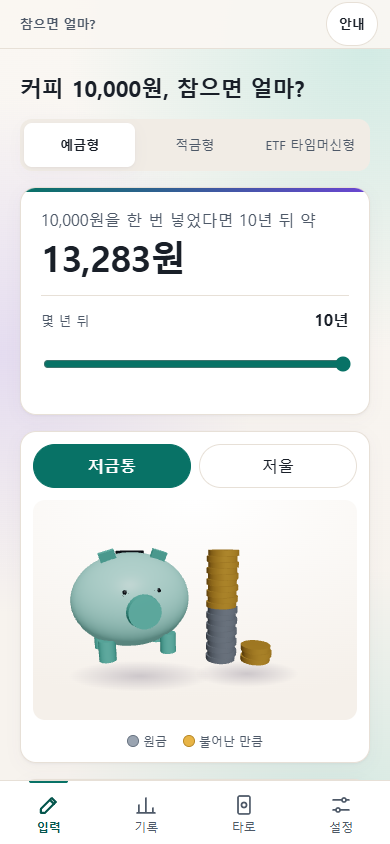 참으면 얼마?
안내
커피 10,000원, 참으면 얼마?
예금형
적금형
ETF 타임머신형
10,000원을 한 번 넣었다면 10년 뒤 약
13,283원
몇 년 뒤
10년
저금통
저울
원금
불어난 만큼
입력
기록
타로
설정